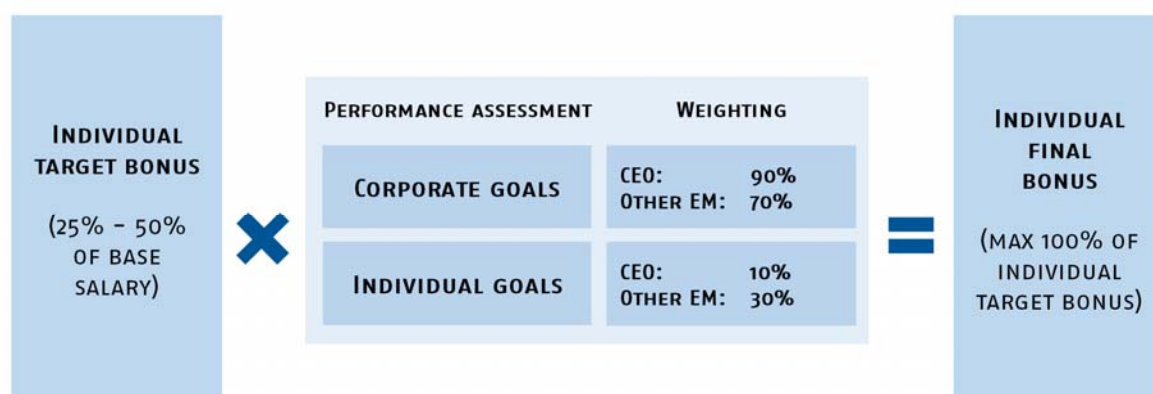 INDIVIDUAL
TARGET BONUS
(25% - 50%
OF BASE
SALARY)
PERFORMANCE ASSESSMENT
WEIGHTING
CORPORATE GOALS
CEO: 90%
OTHER EM: 70%
INDIVIDUAL GOALS
CEO: 10%
OTHER EM: 30%
INDIVIDUAL
FINAL
BONUS
(MAX 100% OF
INDIVIDUAL
TARGET BONUS)